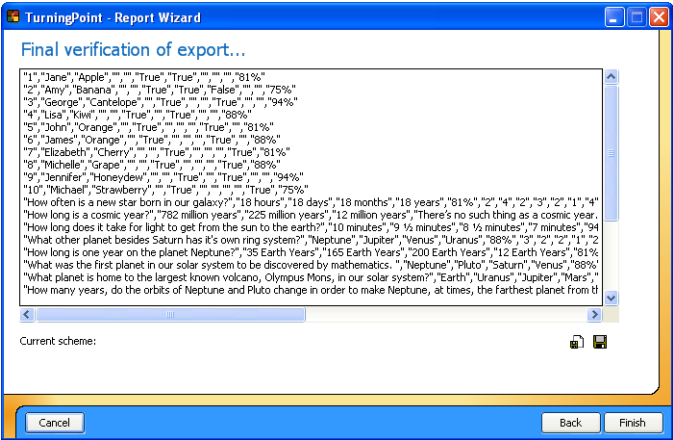 TurningPoint - Report Wizard
Final verification of export...
"1","Jane","Apple","","","True","True","","","","81%"
"2","Amy","Banana","","","True","True","False","","","75%"
"3","George","Cantelope","","","","True","","","","94%"
"4","Lisa","Kiwi","","","True","True","","","88%"
"5","John","Orange","","True","","","","True","","81%"
"6","James","Orange","","True","","","","","88%"
"7","Elizabeth","Cherry","","","","","True","81%"
"8","Michelle","Grape","","","","True","88%"
"9","Jennifer","Honeydew","","True","","","","94%"
"10","Michael","Strawberry","","True","","","","","True","75%"
"How often is a new star born in our galaxy?","18 hours","18 days","18 months","18 years","81%","2","4","2","3","2","1","4"
"How long is a cosmic year?","782 million years","225 million years","12 million years","There's no such thing as a cosmic year.
"How long does it take for light to get from the sun to the earth?","10 minutes","9 ½ minutes","8 ½ minutes","7 minutes","94
"What other planet besides Saturn has it's own ring system?","Neptune","Jupiter","Venus","Uranus","88%","3","2","2","1","2
"How long is one year on the planet Neptune?","35 Earth Years","165 Earth Years","200 Earth Years","12 Earth Years","81%
"What was the first planet in our solar system to be discovered by mathematics. ","Neptune","Pluto","Saturn","Venus","88%"
"What planet is home to the largest known volcano, Olympus Mons, in our solar system?","Earth","Uranus","Jupiter","Mars","
"How many years, do the orbits of Neptune and Pluto change in order to make Neptune, at times, the farthest planet from th
Current scheme:
Cancel
Back
Finish